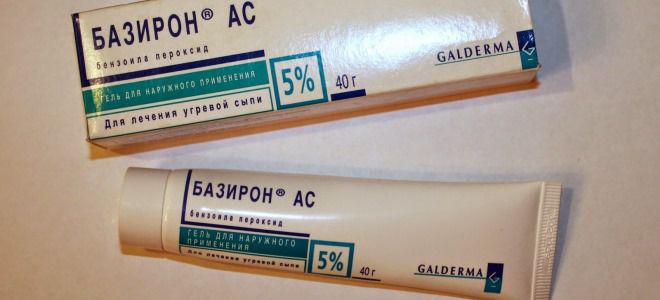 БАЗИРОН® АС
бензоила пероксид
ГЕЛЬ ДЛЯ НАРУЖНОГО ПРИМЕНЕНИЯ
Для лечения угревой сыпи
5%
40 г
GALDERMA
БАЗИРОН® АС
бензоила пероксид
ГЕЛЬ ДЛЯ НАРУЖНОГО
ПРИМЕНЕНИЯ
Для лечения угревой сыпи
5%
40 г
GALDERMA